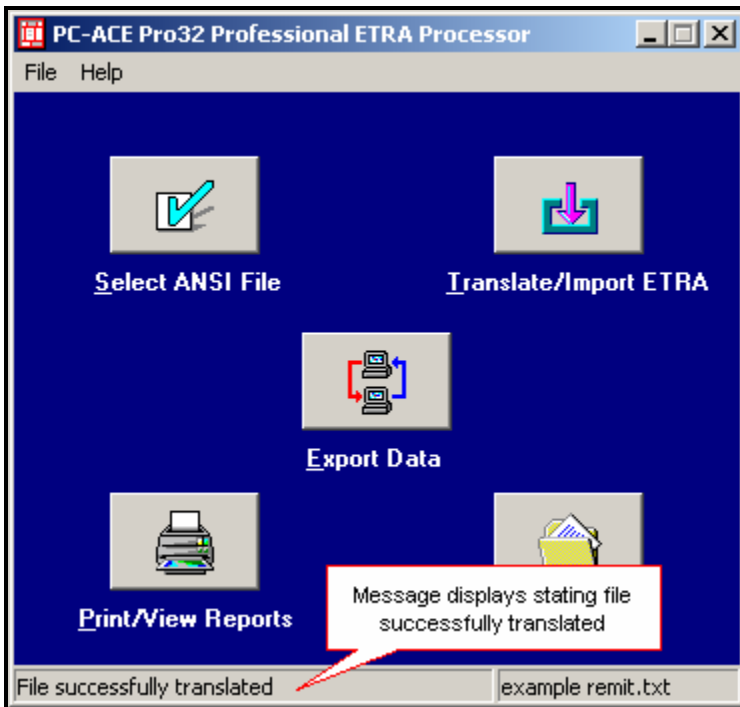 PC-ACE Pro32 Professional ETRA Processor
File Help
Select ANSI File
Translate/Import ETRA
Export Data
Print/View Reports
Message displays stating file
successfully translated
File successfully translated
example remit.txt